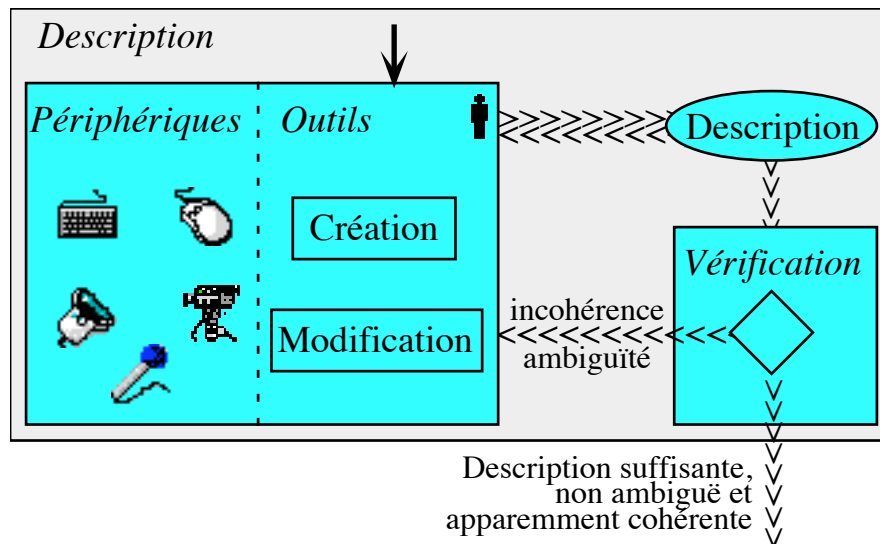 Description
Périphériques
Outils
Description
Création
Vérification
incohérence
ambiguïté
Modification
Description suffisante,
non ambiguë et
apparemment cohérente